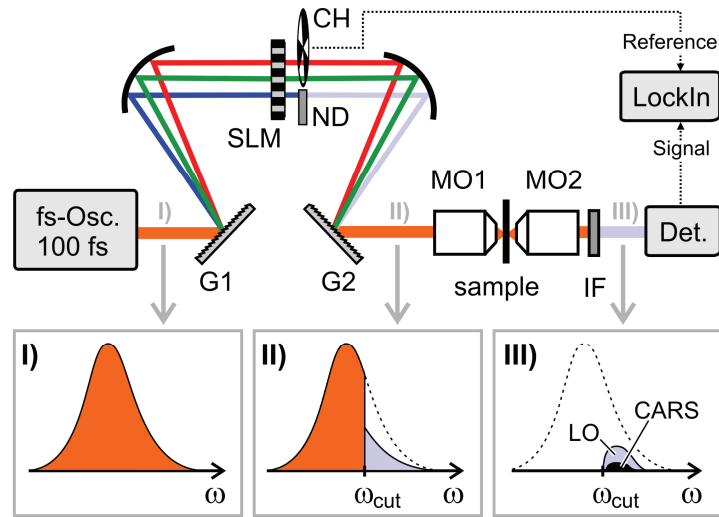 CH
Reference
LockIn
SLM
ND
Signal
MO1
MO2
fs-Osc.
100 fs
I)
II)
III)
Det.
G1
G2
sample
IF
I)
ω
II)
ωcut
ω
III)
CARS
LO
ωcut
ω